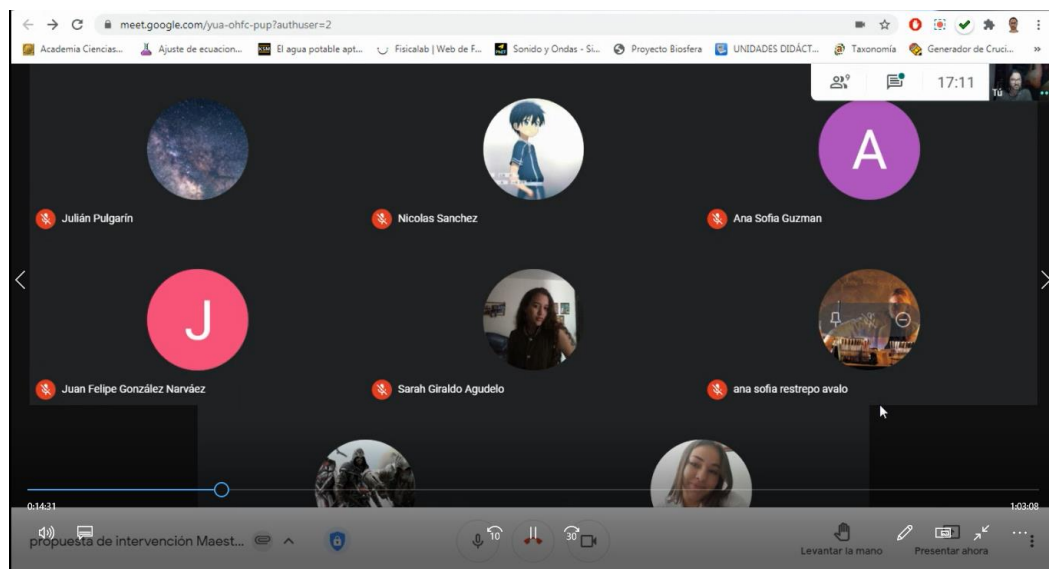 meet.google.com/yua-ohfc-pup?authuser=2
Academia Ciencias... Ajuste de ecuacion... El agua potable apt... Fisicalab | Web de F... Sonido y Ondas - Si... Proyecto Biosfera UNIDADES DIDÁCT... Taxonomía Generador de Cruci... »
9 17:11 Tú
Julián Pulgarín Nicolas Sanchez A Ana Sofia Guzman
J Juan Felipe González Narváez Sarah Giraldo Agudelo ana sofia restrepo avalo
0:14:31 1:03:08
propuesta de intervención Maest... 10 30 Levantar la mano Presentar ahora